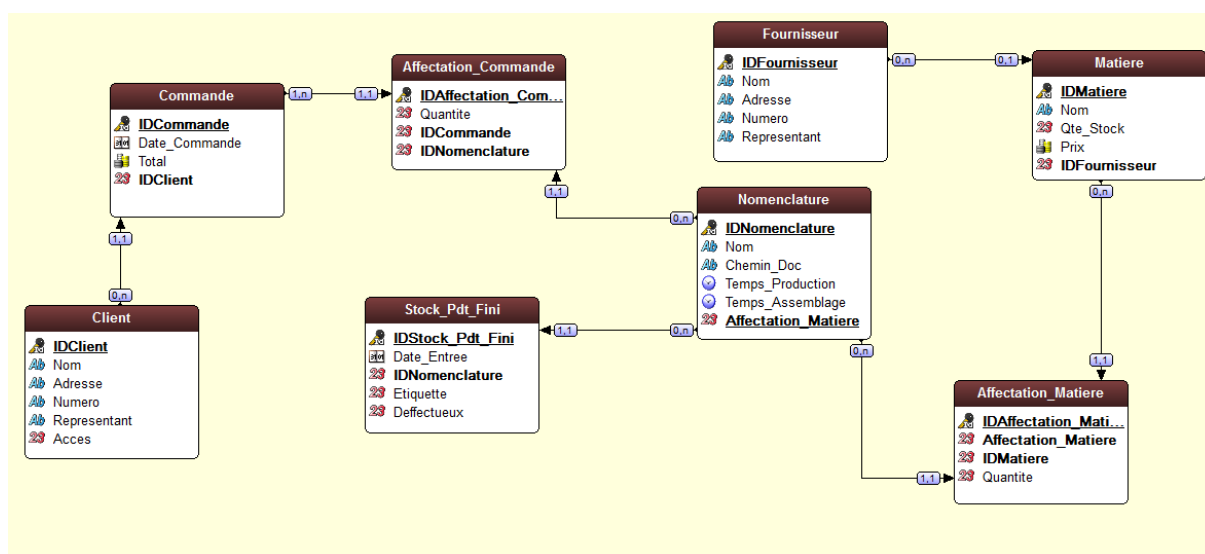 Commande
IDCommande
Date_Commande
Total
IDClient
1,n
1,1
Affectation_Commande
IDAffectation_Com...
Quantite
IDCommande
IDNomenclature
Fournisseur
IDFournisseur
Nom
Adresse
Numero
Representant
0,n
0,1
Matiere
IDMatiere
Nom
Qte_Stock
Prix
IDFournisseur
1,1
0,n
Client
IDClient
Nom
Adresse
Numero
Representant
Acces
1,1
0,n
Nomenclature
IDNomenclature
Nom
Chemin_Doc
Temps_Production
Temps_Assemblage
Affectation_Matiere
Stock_Pdt_Fini
IDStock_Pdt_Fini
Date_Entree
IDNomenclature
Etiquette
Deffectueux
1,1
0,n
0,n
1,1
0,n
1,1
Affectation_Matiere
IDAffectation_Mati...
Affectation_Matiere
IDMatiere
Quantite